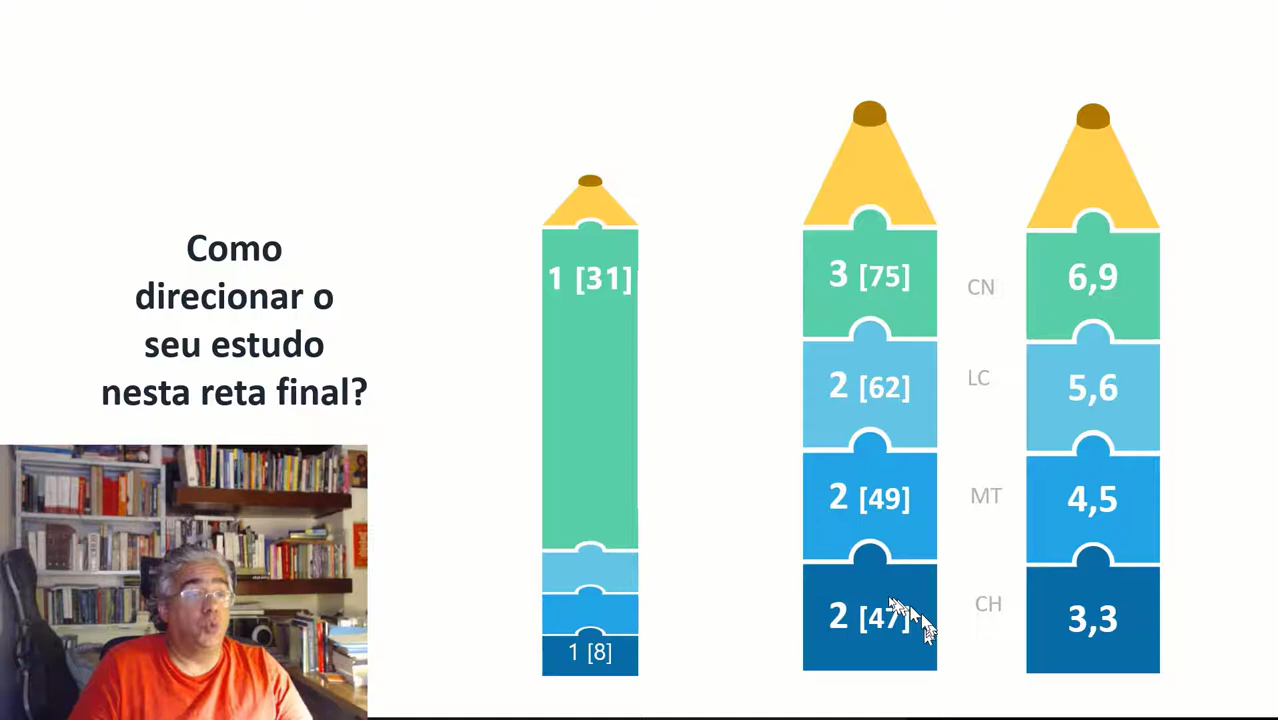 Como
direcionar o
seu estudo
nesta reta final?
1 [31]
1 [8]
3 [75]
2 [62]
2 [49]
2 [47]
CN
LC
MT
CH
6,9
5,6
4,5
3,3